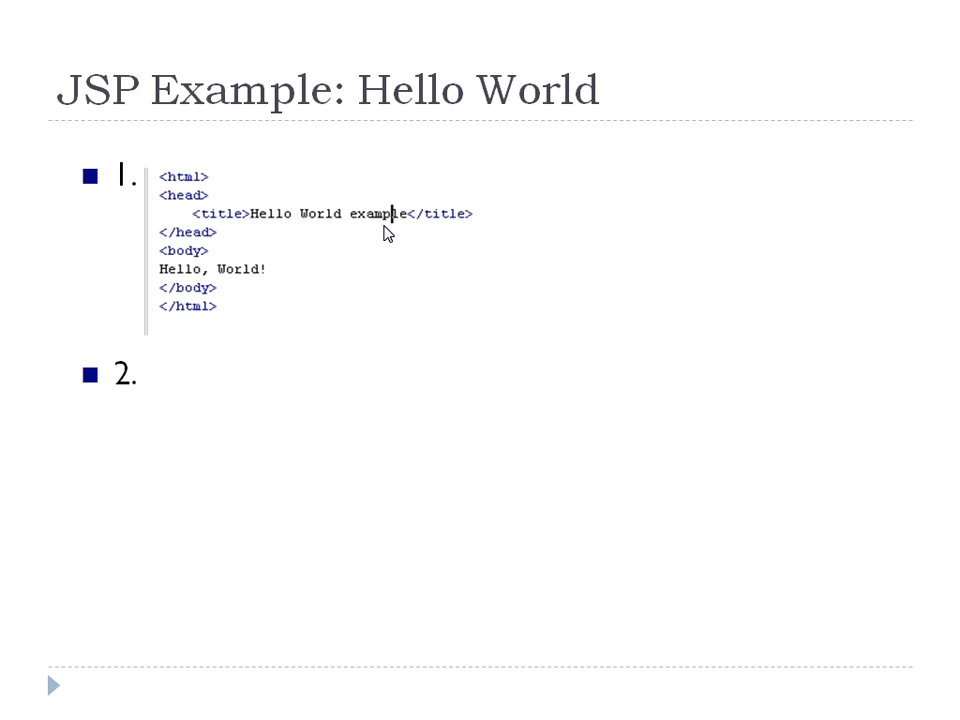 JSP Example: Hello World
1.
<html>
<head>
<title>Hello World example</title>
</head>
<body>
Hello, World!
</body>
</html>
2.